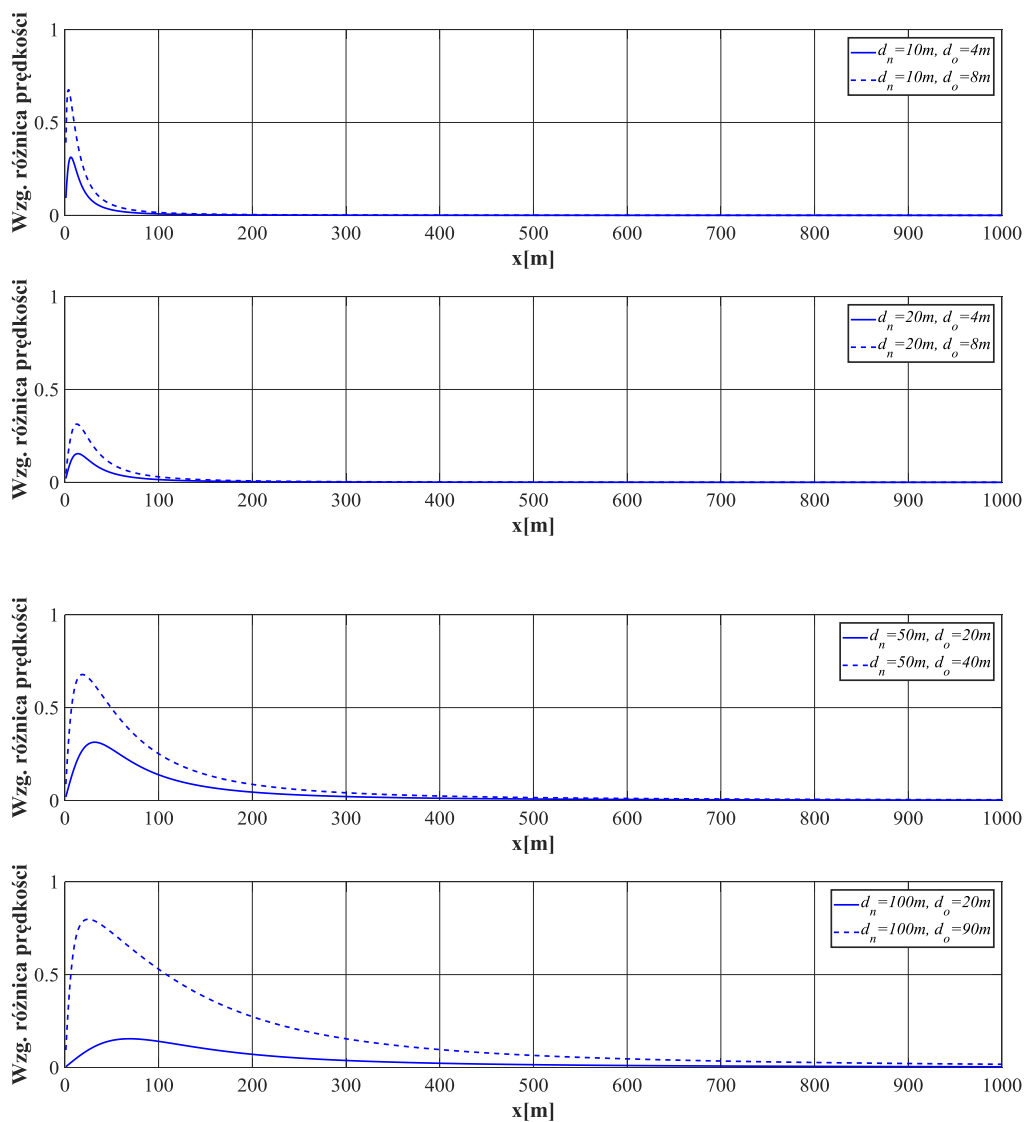 Wzg. różnica prędkości
1
0.5
0
d_n=10m, d_o=4m
d_n=10m, d_o=8m
0 100 200 300 400 500 600 700 800 900 1000
x[m]
Wzg. różnica prędkości
1
0.5
0
d_n=20m, d_o=4m
d_n=20m, d_o=8m
0 100 200 300 400 500 600 700 800 900 1000
x[m]
Wzg. różnica prędkości
1
0.5
0
d_n=50m, d_o=20m
d_n=50m, d_o=40m
0 100 200 300 400 500 600 700 800 900 1000
x[m]
Wzg. różnica prędkości
1
0.5
0
d_n=100m, d_o=20m
d_n=100m, d_o=90m
0 100 200 300 400 500 600 700 800 900 1000
x[m]